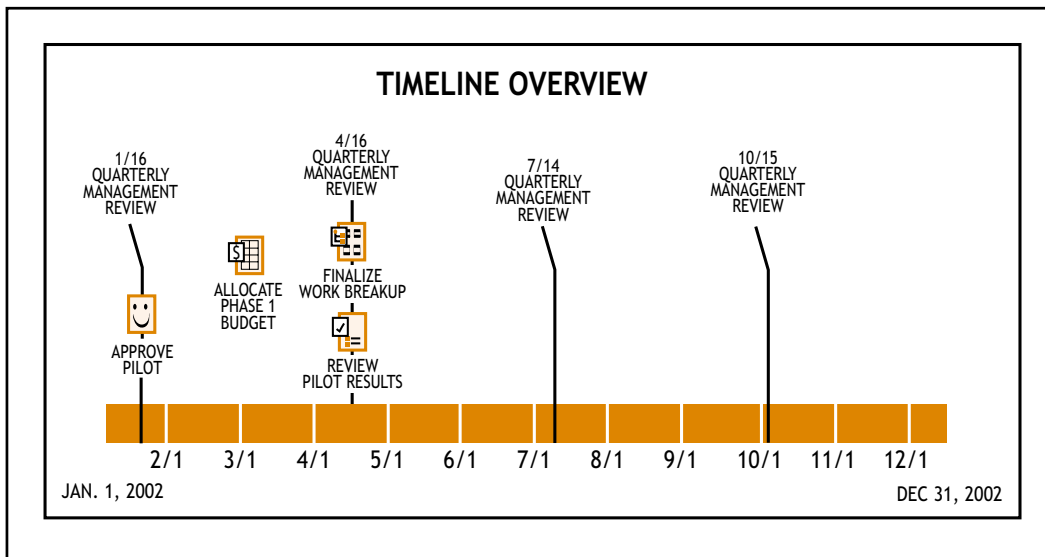 TIMELINE OVERVIEW
1/16
QUARTERLY
MANAGEMENT
REVIEW
4/16
QUARTERLY
MANAGEMENT
REVIEW
7/14
QUARTERLY
MANAGEMENT
REVIEW
10/15
QUARTERLY
MANAGEMENT
REVIEW
$
ALLOCATE
PHASE 1
BUDGET
FINALIZE
WORK BREAKUP
APPROVE
PILOT
REVIEW
PILOT RESULTS
2/1 3/1 4/1 5/1 6/1 7/1 8/1 9/1 10/1 11/1 12/1
JAN. 1, 2002
DEC 31, 2002